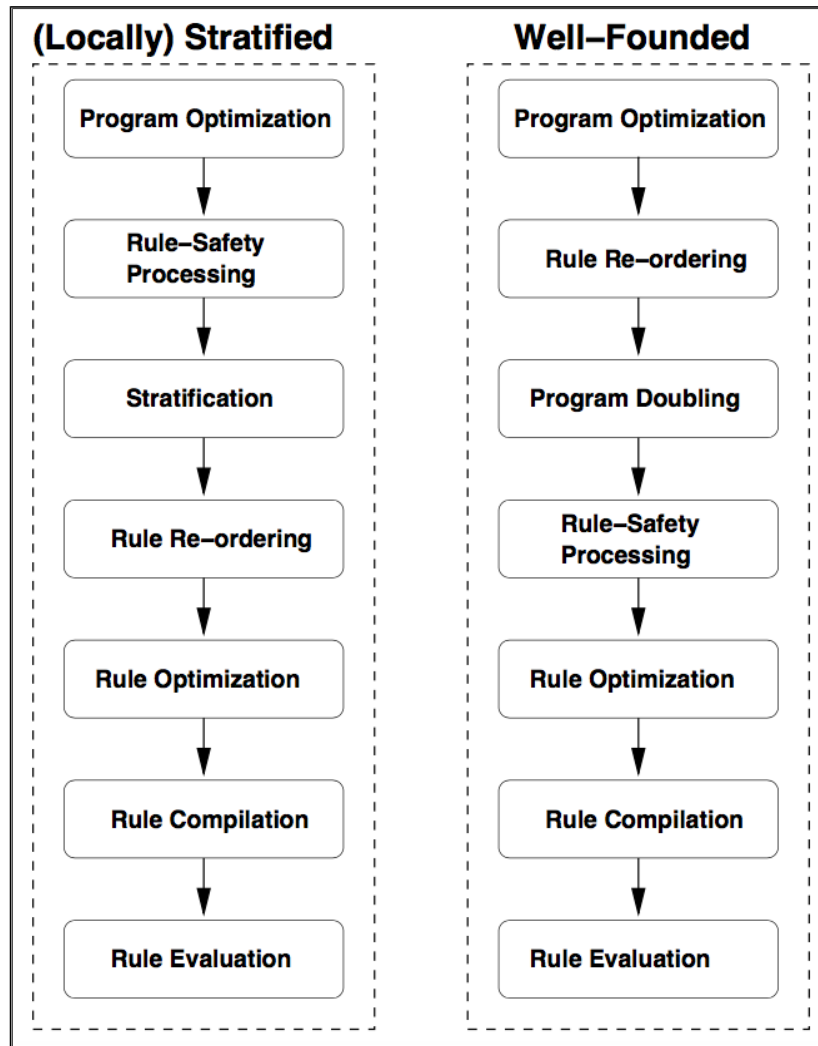 (Locally) Stratified
Program Optimization
Rule–Safety
Processing
Stratification
Rule Re–ordering
Rule Optimization
Rule Compilation
Rule Evaluation
Well–Founded
Program Optimization
Rule Re–ordering
Program Doubling
Rule–Safety
Processing
Rule Optimization
Rule Compilation
Rule Evaluation